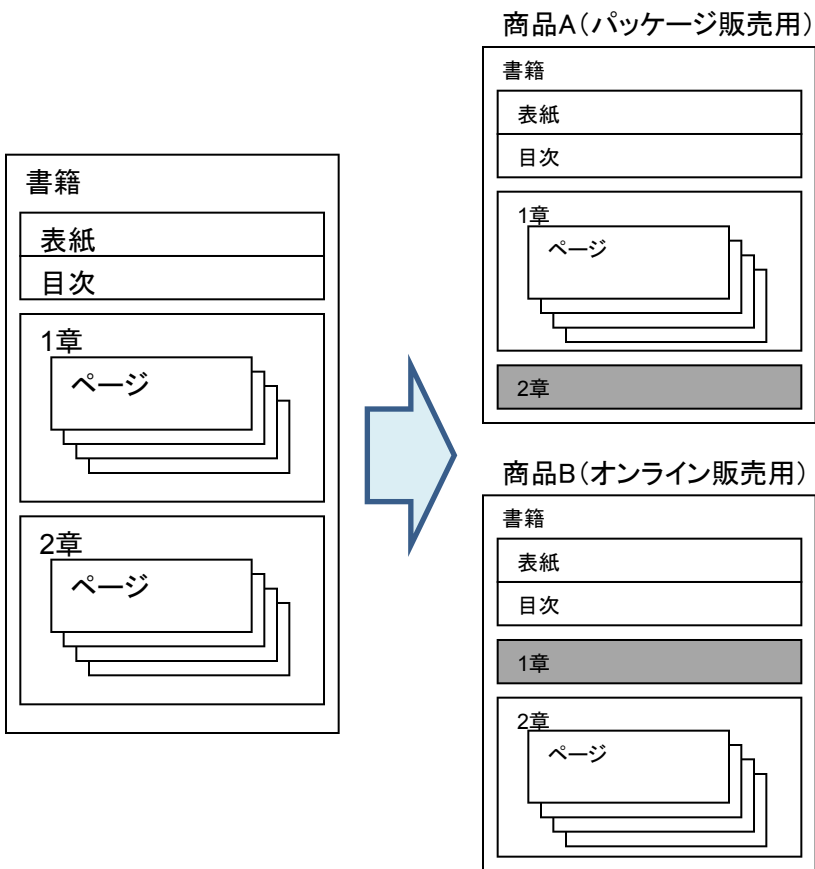 書籍
表紙
目次
1章
ページ
2章
ページ
商品A（パッケージ販売用）
書籍
表紙
目次
1章
ページ
2章
商品B（オンライン販売用）
書籍
表紙
目次
1章
2章
ページ